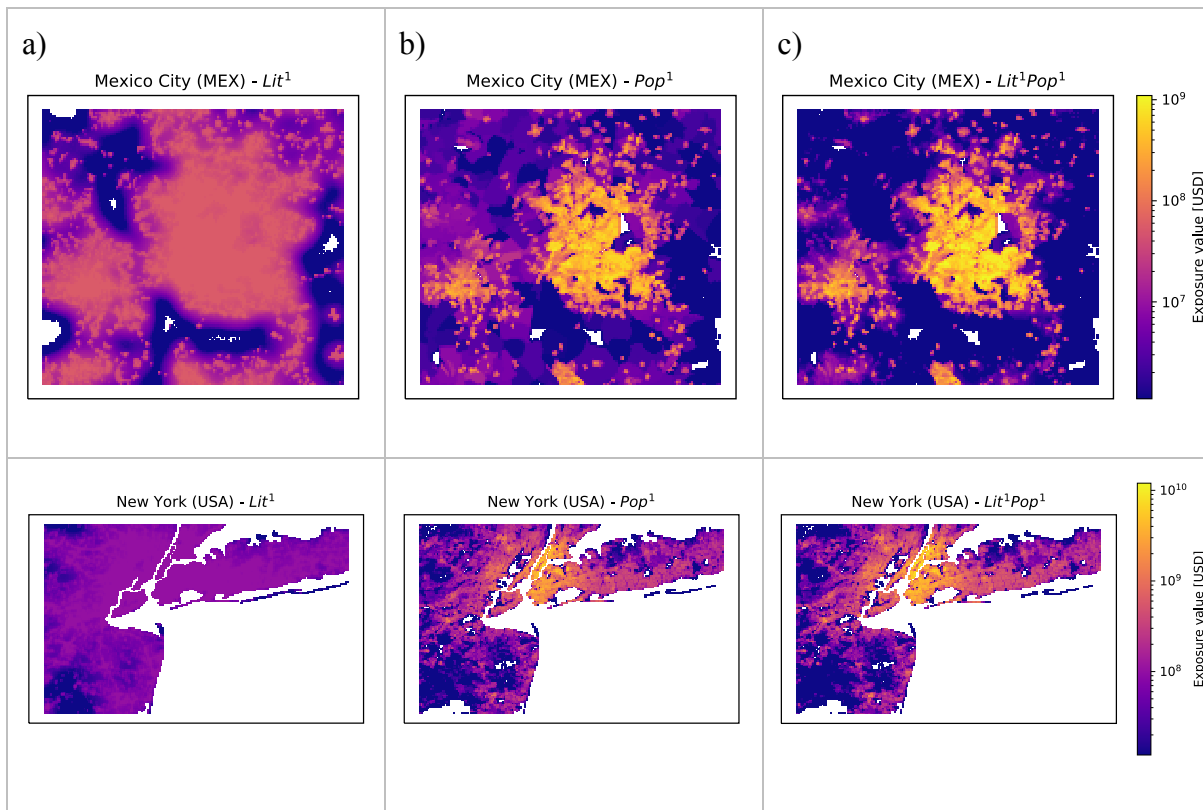 a)
b)
c)
Mexico City (MEX) - Lit¹
Mexico City (MEX) - Pop¹
Mexico City (MEX) - Lit¹Pop¹
10⁹
10⁸
10⁷
Exposure value [USD]
New York (USA) - Lit¹
New York (USA) - Pop¹
New York (USA) - Lit¹Pop¹
10¹⁰
10⁹
10⁸
Exposure value [USD]